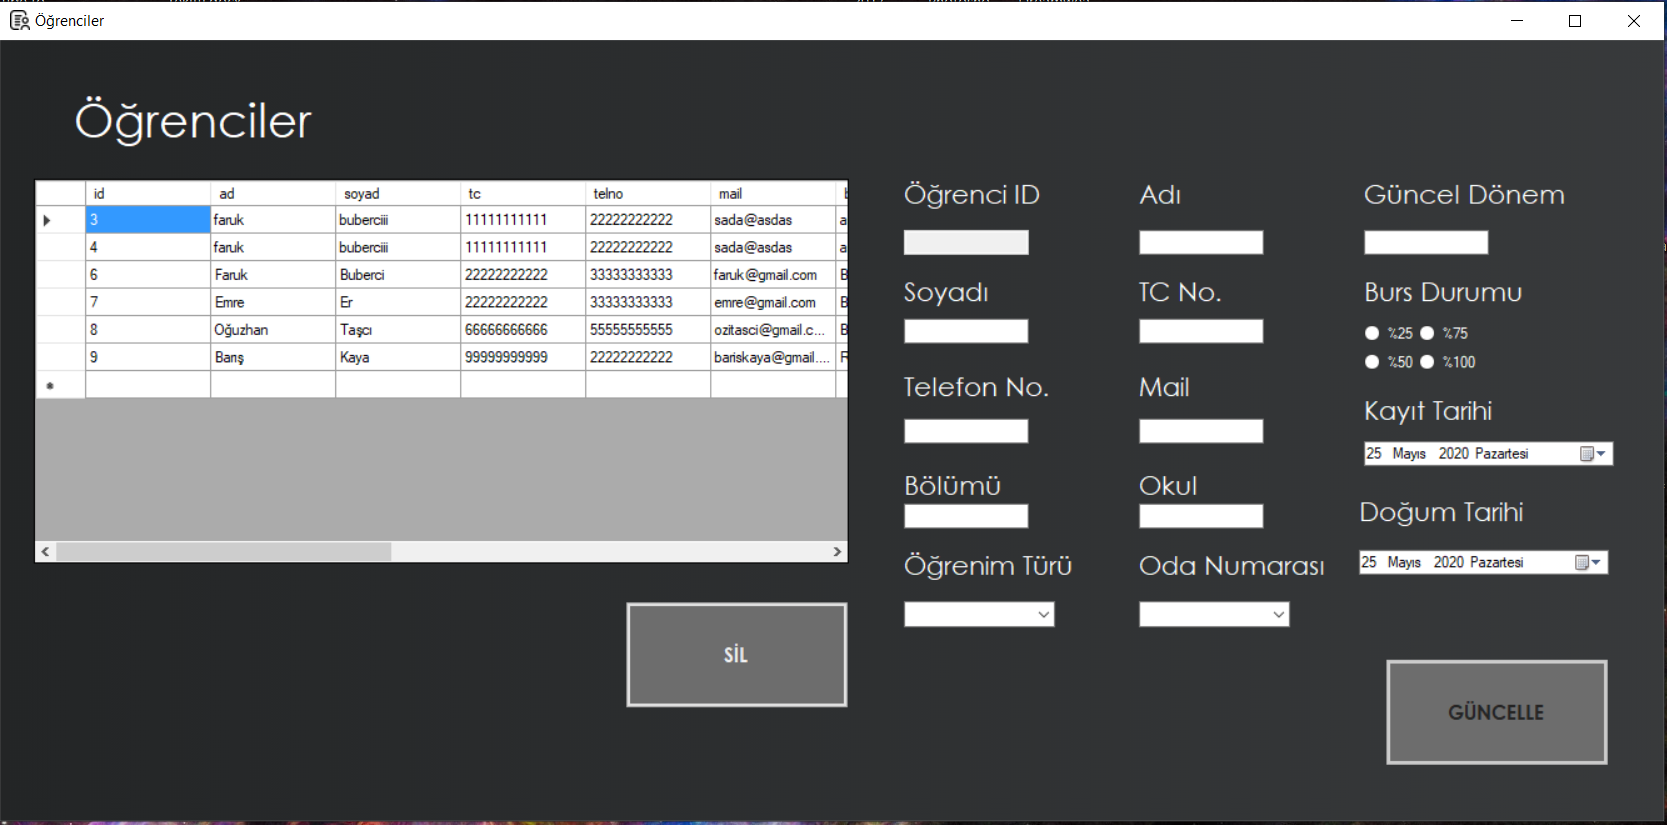 Öğrenciler
Öğrenciler
id ad soyad tc telno mail
3 faruk buberciii 11111111111 22222222222 sada@asdas a
4 faruk buberciii 11111111111 22222222222 sada@asdas a
6 Faruk Buberci 22222222222 33333333333 faruk@gmail.com B
7 Emre Er 22222222222 33333333333 emre@gmail.com B
8 Oğuzhan Taşcı 66666666666 55555555555 ozitasci@gmail.c... B
9 Barış Kaya 99999999999 22222222222 bariskaya@gmail.... R
SİL
Öğrenci ID Adı Güncel Dönem
Soyadı TC No. Burs Durumu
%25 %75
%50 %100
Telefon No. Mail Kayıt Tarihi
25 Mayıs 2020 Pazartesi
Bölümü Okul Doğum Tarihi
25 Mayıs 2020 Pazartesi
Öğrenim Türü Oda Numarası
GÜNCELLE